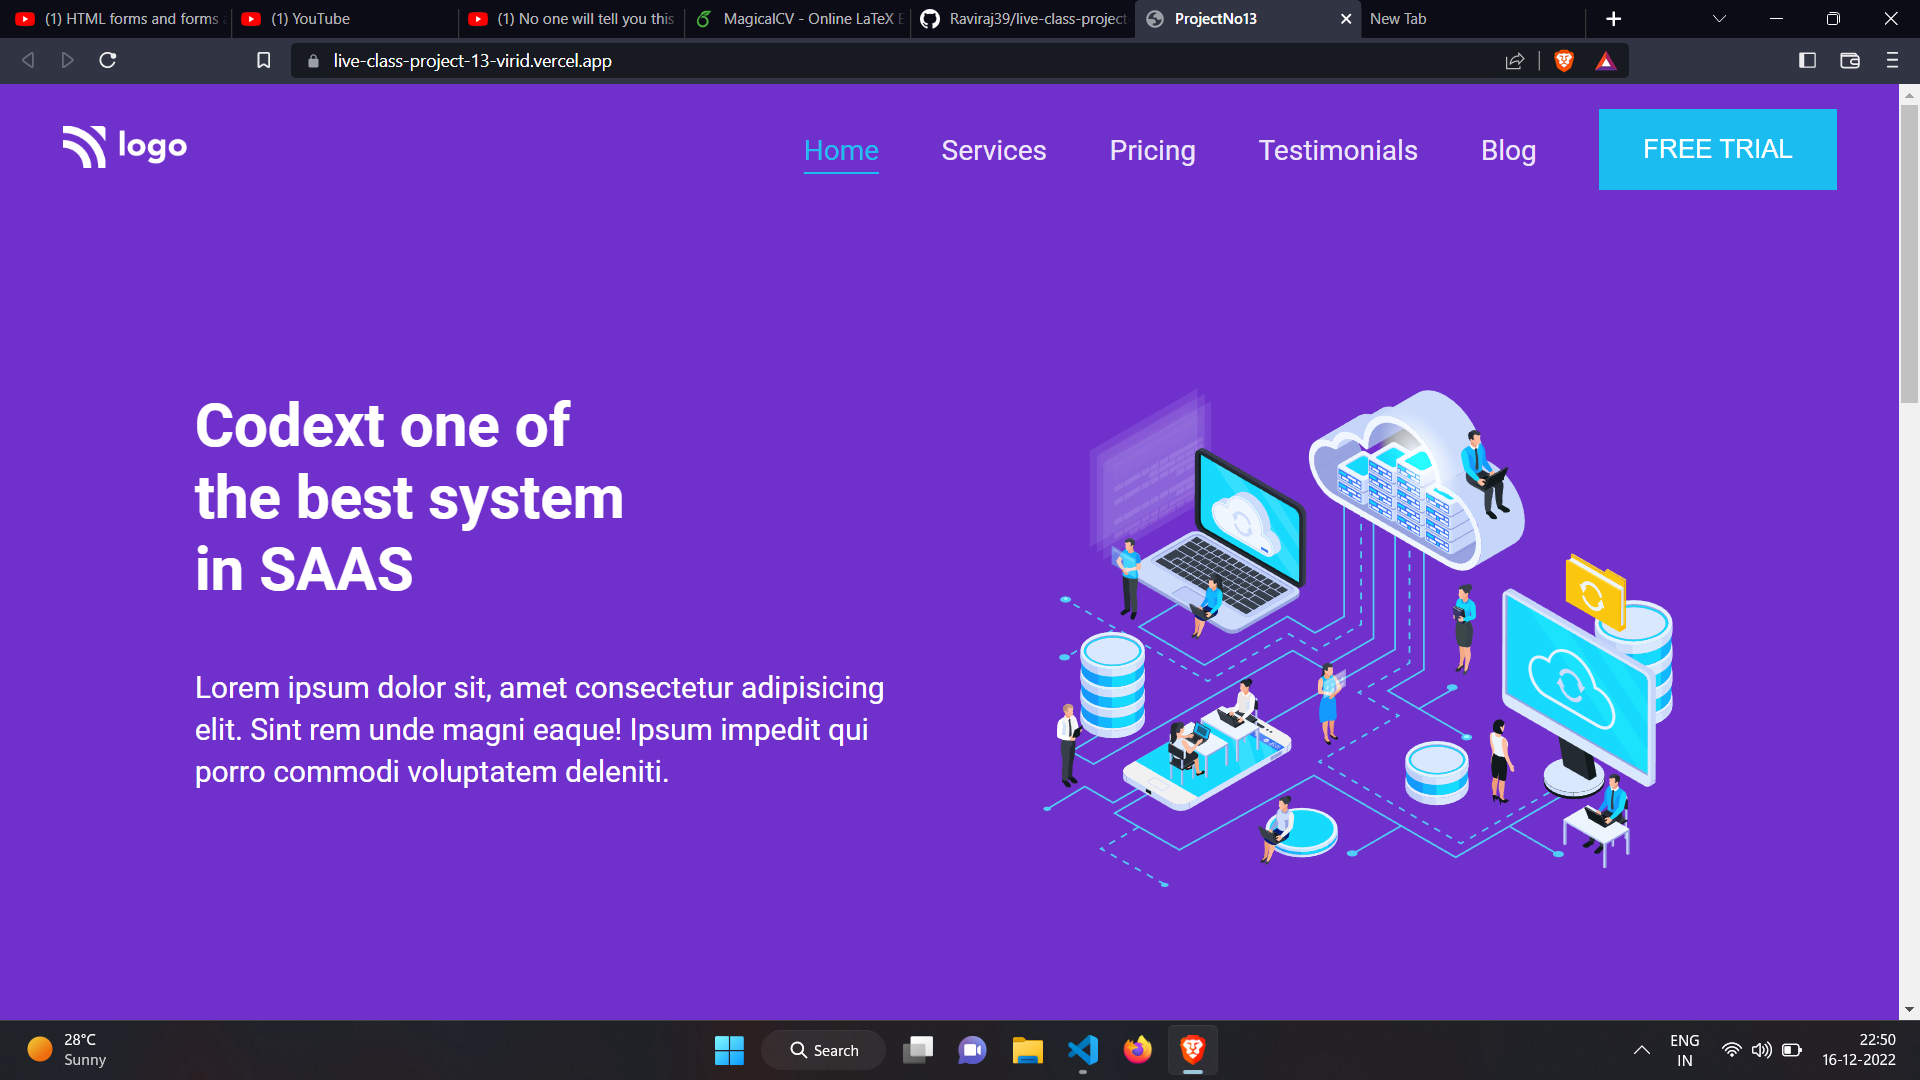 (1) HTML forms and forms
(1) YouTube
(1) No one will tell you this
MagicalCV - Online LaTeX E
Raviraj39/live-class-project
ProjectNo13
New Tab
live-class-project-13-virid.vercel.app
logo
Home
Services
Pricing
Testimonials
Blog
FREE TRIAL
Codext one of
the best system
in SAAS
Lorem ipsum dolor sit, amet consectetur adipisicing
elit. Sint rem unde magni eaque! Ipsum impedit qui
porro commodi voluptatem deleniti.
28°C
Sunny
Search
ENG
IN
22:50
16-12-2022